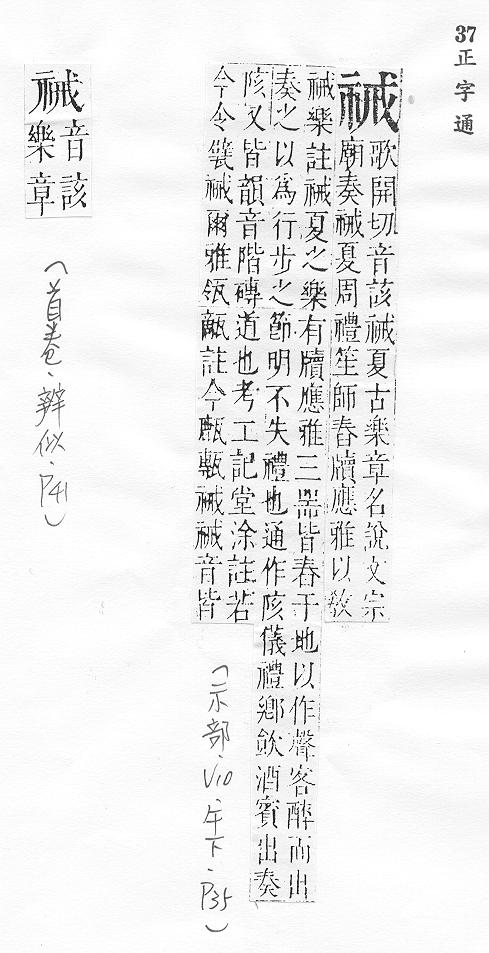 37
正字通
祴
歌開切音該祴夏古樂章名說文宗
廟奏祴夏周禮笙師舂牘應雅以敎
祴樂註祴夏之樂有牘應雅三噐皆舂于地以作聲客醉而出
奏之以爲行步之節明不失禮也通作陔儀禮鄉飮酒賓出奏
陔又皆韻音階磚道也考工記堂涂註若
今令甓祴爾雅瓴甋註今甎祴祴音皆
(示部、V10、午下、P35)
祴
音該
樂章
(首卷、辨似、P41)